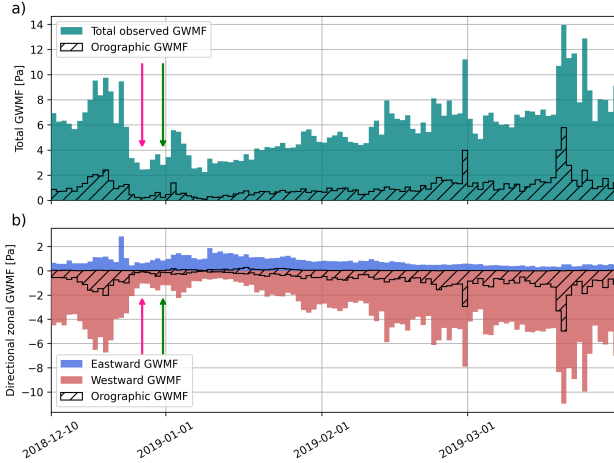 a)
Total GWMF [Pa]
14
12
10
8
6
4
2
0
Total observed GWMF
Orographic GWMF
b)
Directional zonal GWMF [Pa]
2
0
−2
−4
−6
−8
−10
Eastward GWMF
Westward GWMF
Orographic GWMF
2018-12-10
2019-01-01
2019-02-01
2019-03-01